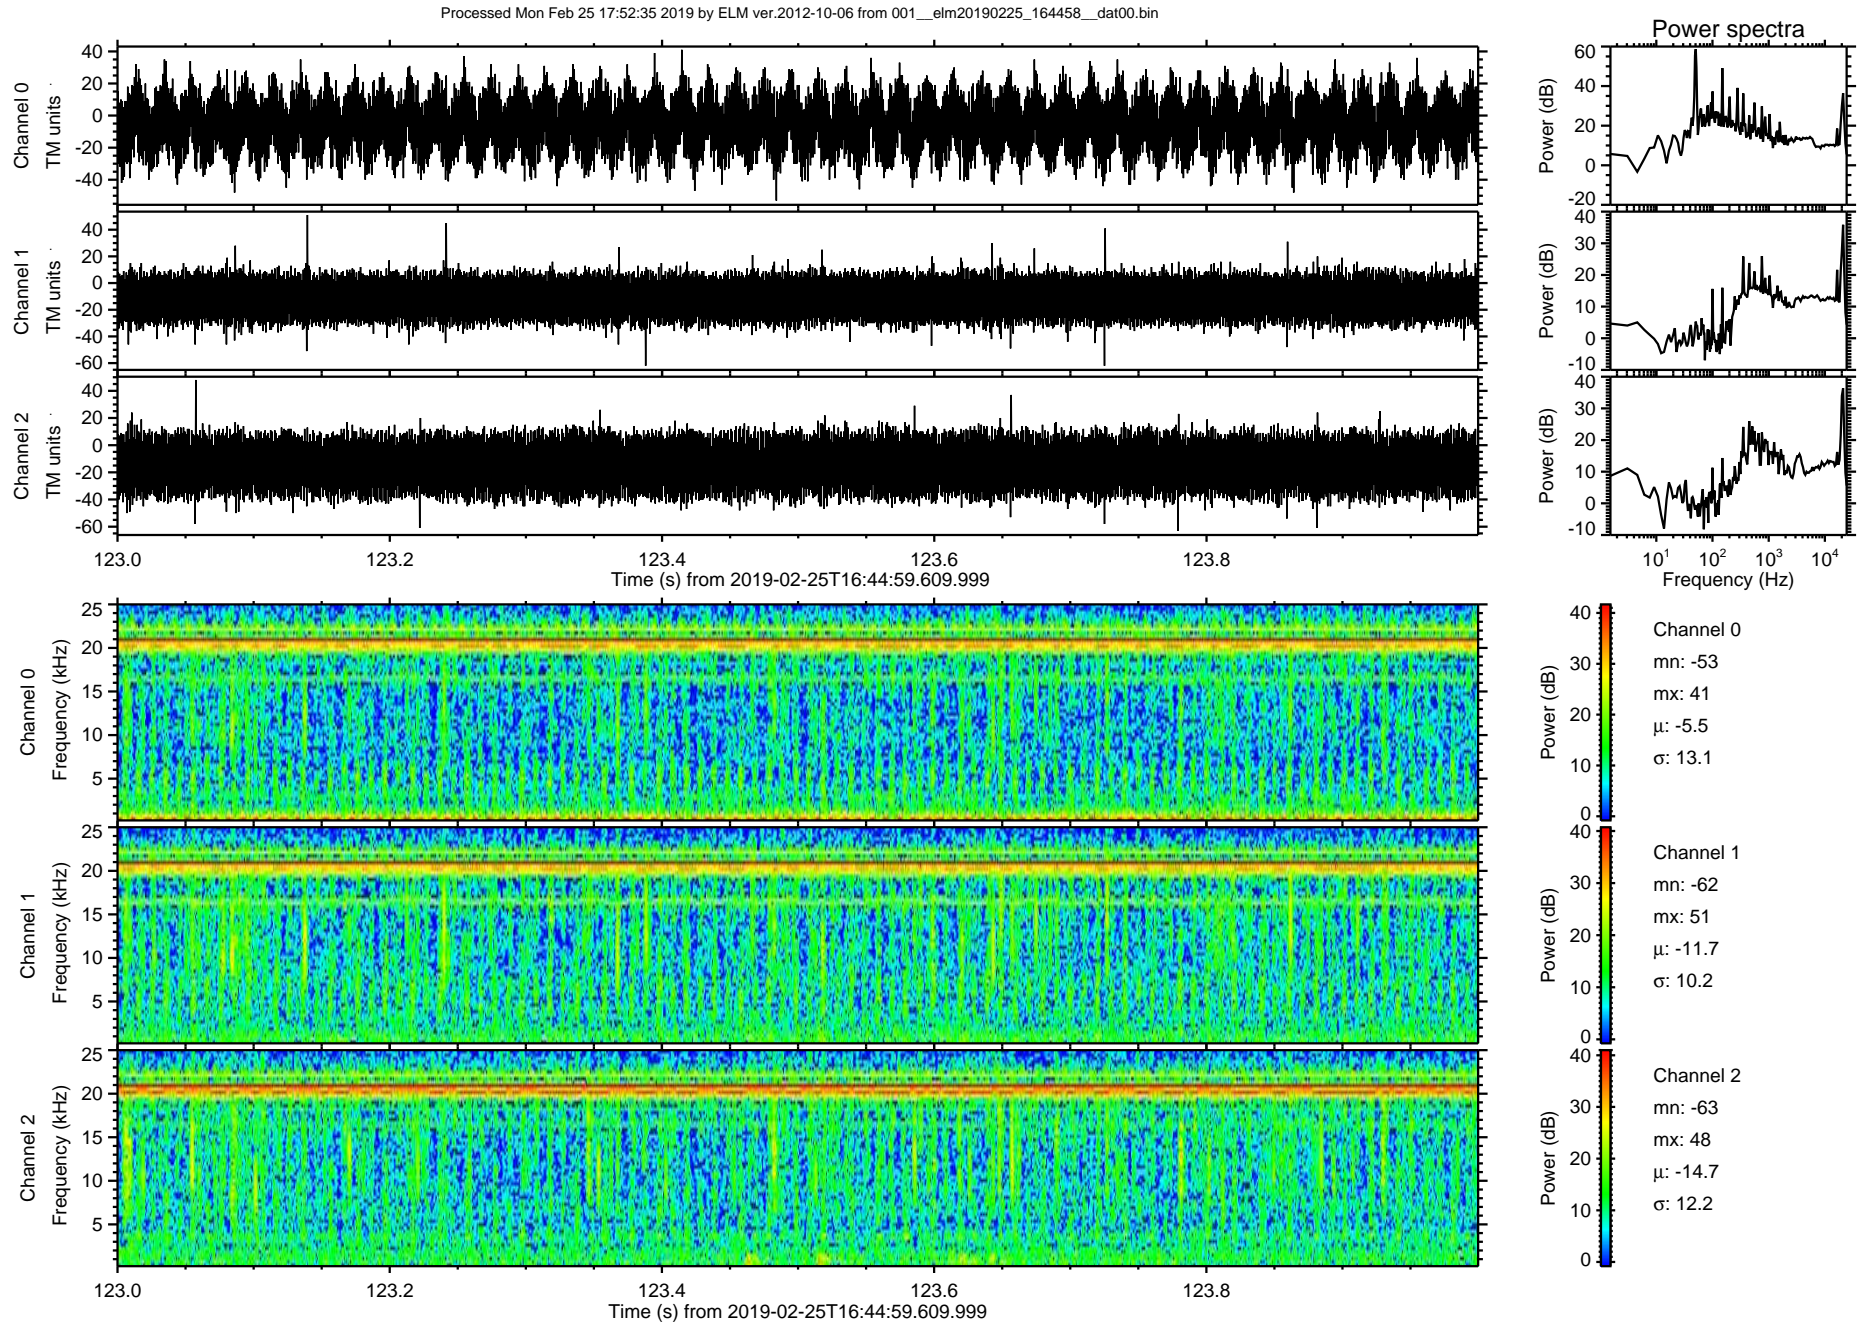 Processed Mon Feb 25 17:52:35 2019 by ELM ver.2012-10-06 from 001__elm20190225_164458__dat00.bin
Power spectra
Channel 0
TM units
40
20
0
-20
-40
Power (dB)
60
40
20
0
-20
Channel 1
TM units
40
20
0
-20
-40
-60
Power (dB)
40
30
20
10
0
-10
Channel 2
TM units
40
20
0
-20
-40
-60
Power (dB)
40
30
20
10
0
-10
123.0 123.2 123.4 123.6 123.8
Time (s) from 2019-02-25T16:44:59.609.999
10¹ 10² 10³ 10⁴
Frequency (Hz)
Channel 0
Frequency (kHz)
25
20
15
10
5
Power (dB)
40
30
20
10
0
Channel 0
mn: -53
mx: 41
μ: -5.5
σ: 13.1
Channel 1
Frequency (kHz)
25
20
15
10
5
Power (dB)
40
30
20
10
0
Channel 1
mn: -62
mx: 51
μ: -11.7
σ: 10.2
Channel 2
Frequency (kHz)
25
20
15
10
5
Power (dB)
40
30
20
10
0
Channel 2
mn: -63
mx: 48
μ: -14.7
σ: 12.2
123.0 123.2 123.4 123.6 123.8
Time (s) from 2019-02-25T16:44:59.609.999